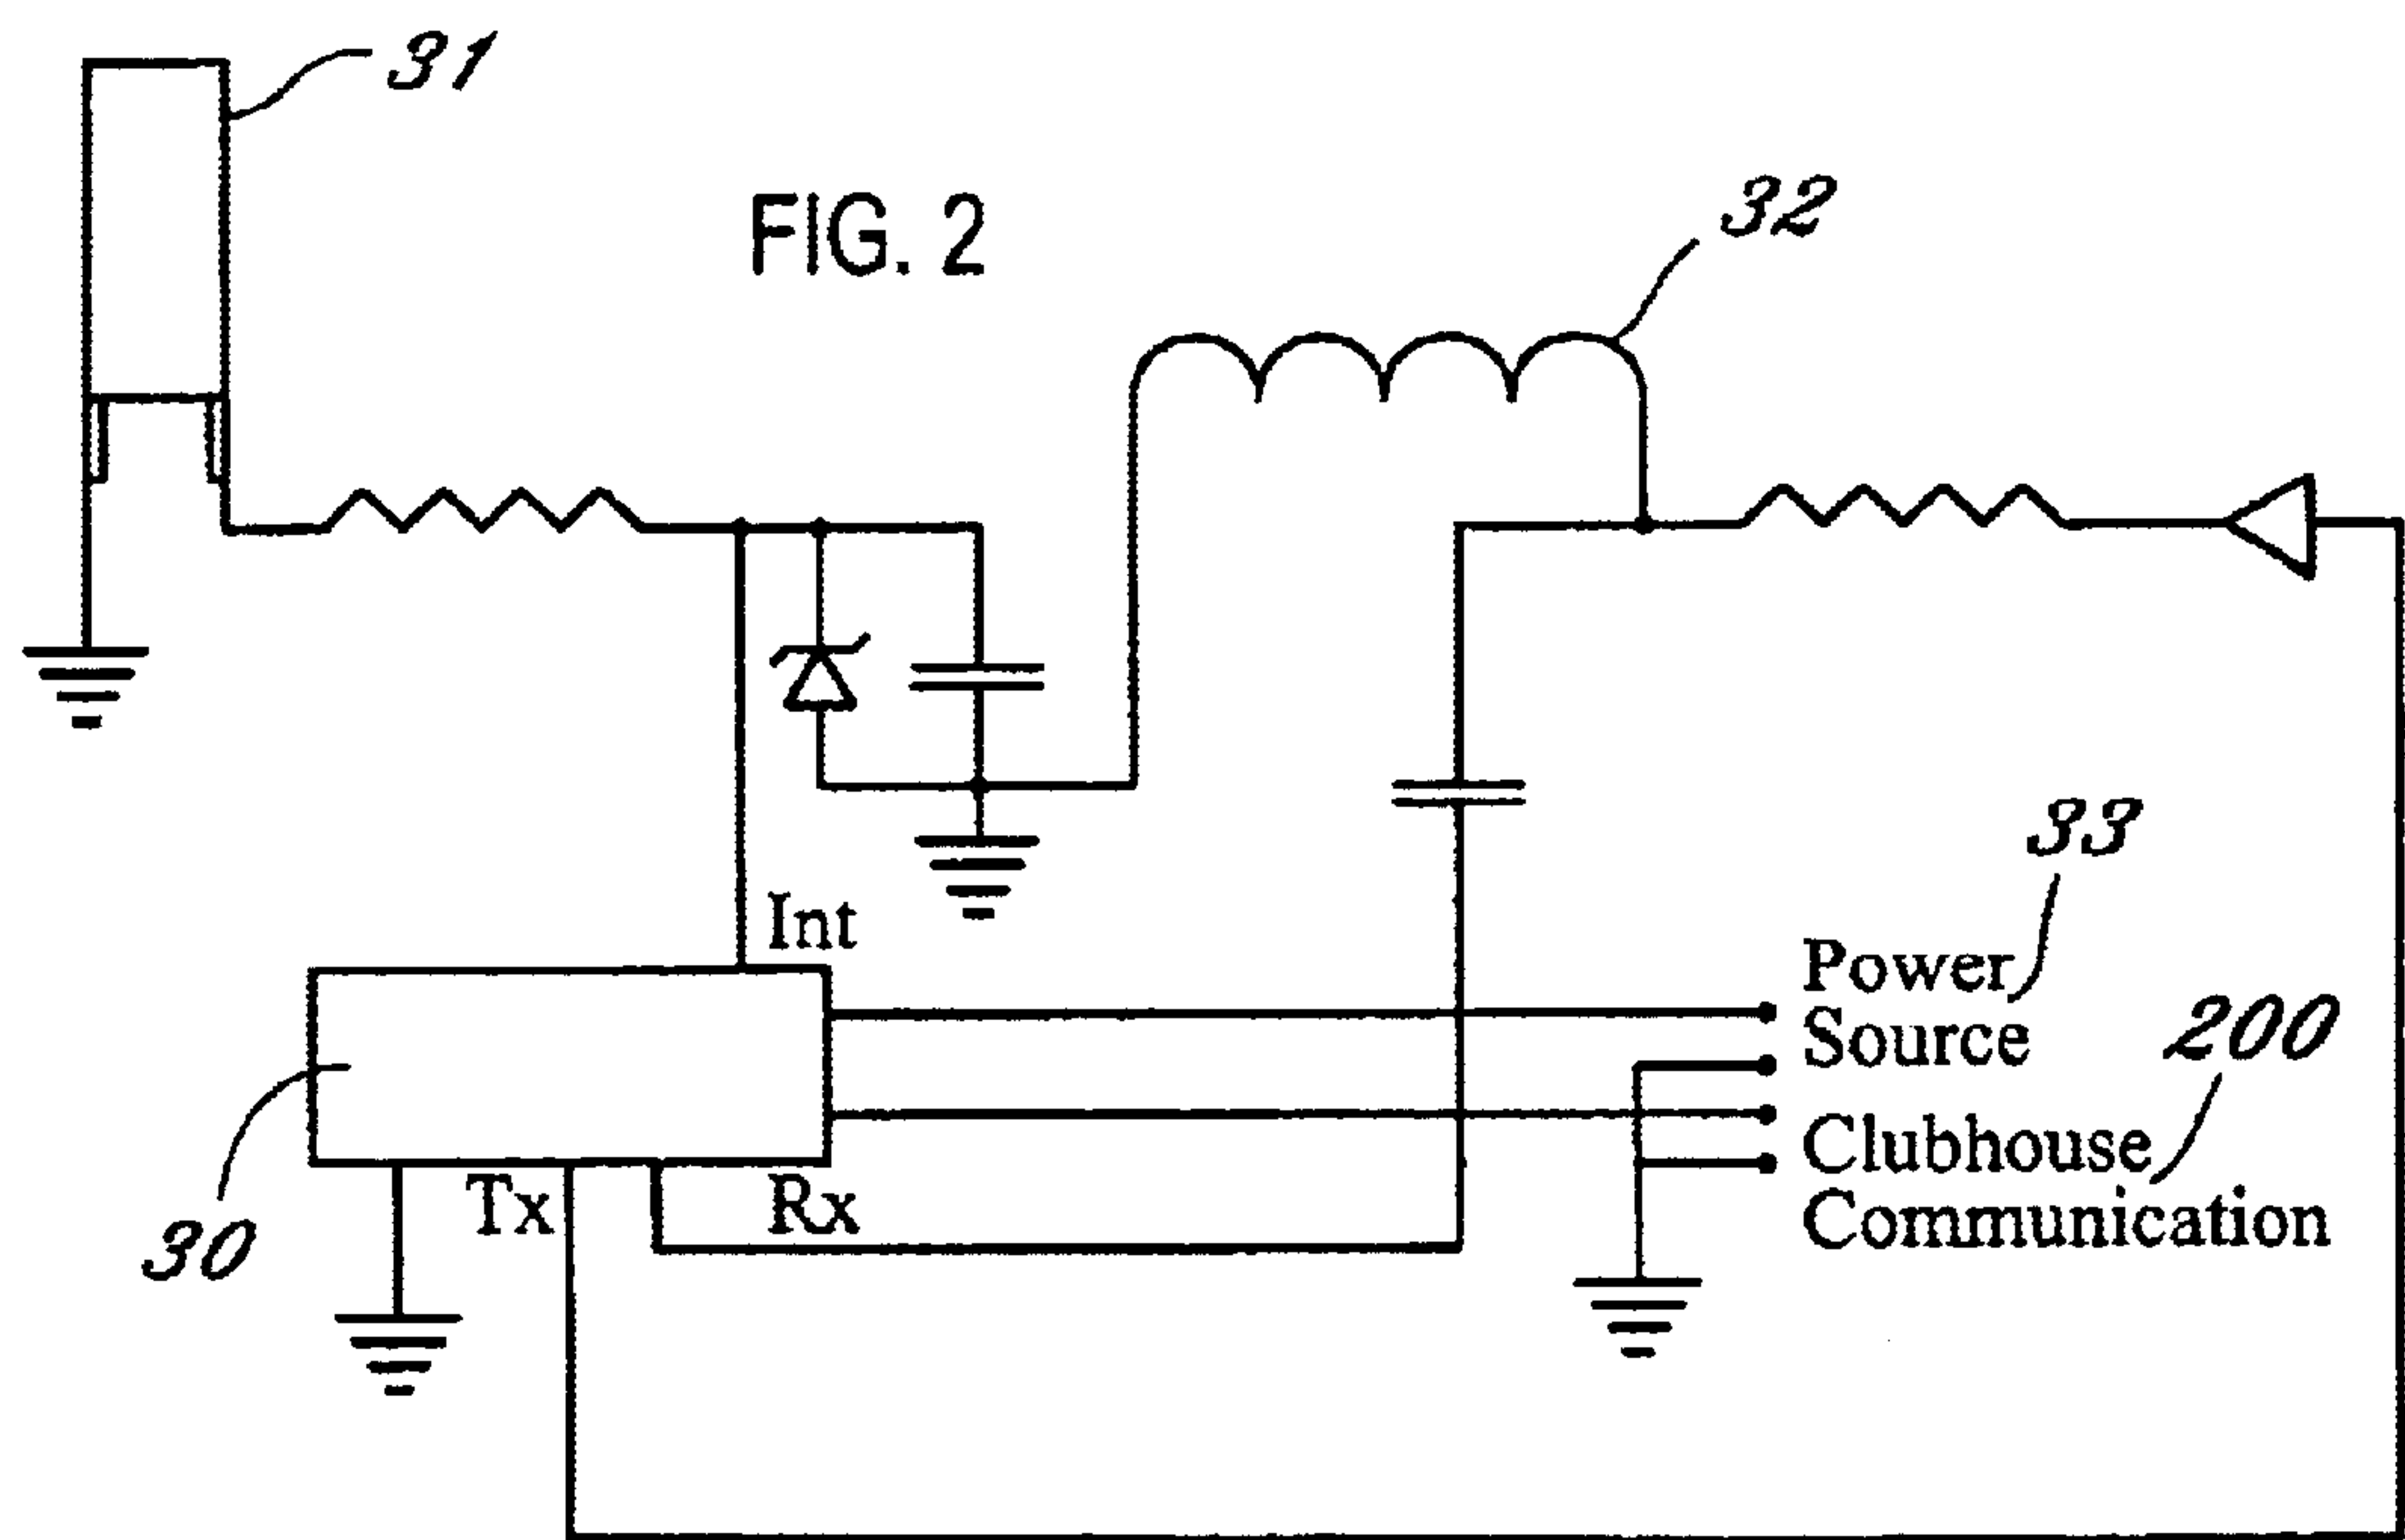 31
FIG. 2
32
33
Int
Power
Source
200
Clubhouse
Communication
Tx
Rx
30